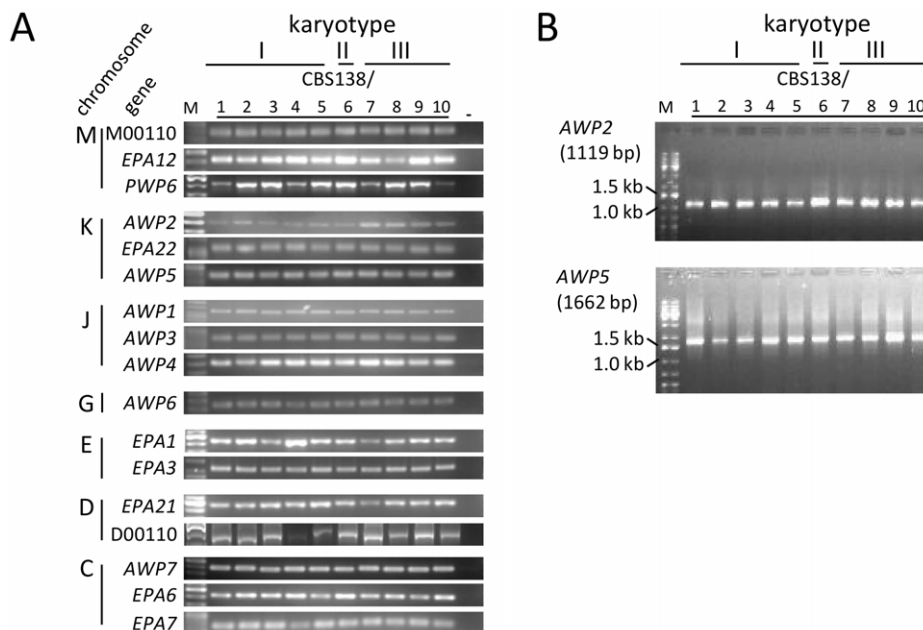 A
karyotype
I II III
chromosome
gene
CBS138/
M 1 2 3 4 5 6 7 8 9 10 -
M M00110
EPA12
PWP6
K AWP2
EPA22
AWP5
J AWP1
AWP3
AWP4
G AWP6
E EPA1
EPA3
D EPA21
D00110
C AWP7
EPA6
EPA7
B
karyotype
I II III
CBS138/
M 1 2 3 4 5 6 7 8 9 10
AWP2
(1119 bp)
1.5 kb
1.0 kb
AWP5
(1662 bp)
1.5 kb
1.0 kb